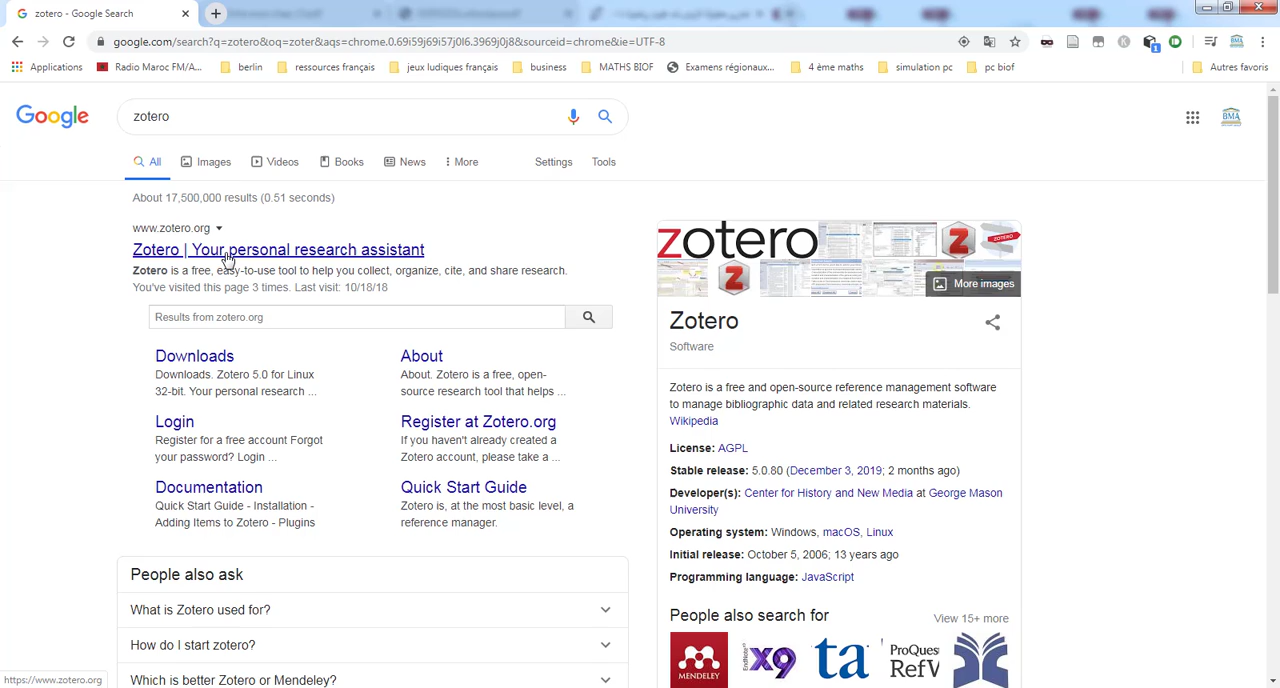 zotero - Google Search
google.com/search?q=zotero&oq=zoter&aqs=chrome.0.69i59j69i57j0l6.3969j0j8&sourceid=chrome&ie=UTF-8
Applications
Radio Maroc FM/A...
berlin
ressources français
jeux ludiques français
business
MATHS BIOF
Examens régionaux...
4 ème maths
simulation pc
pc biof
Autres favoris
Google
zotero
BMA
All
Images
Videos
Books
News
More
Settings
Tools
About 17,500,000 results (0.51 seconds)
www.zotero.org
Zotero | Your personal research assistant
Zotero is a free, easy-to-use tool to help you collect, organize, cite, and share research.
You've visited this page 3 times. Last visit: 10/18/18
Results from zotero.org
Downloads
Downloads. Zotero 5.0 for Linux
32-bit. Your personal research ...
About
About. Zotero is a free, open-
source research tool that helps ...
Login
Register for a free account Forgot
your password? Login ...
Register at Zotero.org
If you haven't already created a
Zotero account, please take a ...
Documentation
Quick Start Guide - Installation -
Adding Items to Zotero - Plugins
Quick Start Guide
Zotero is, at the most basic level, a
reference manager.
People also ask
What is Zotero used for?
How do I start zotero?
Which is better Zotero or Mendeley?
zotero
More images
Zotero
Software
Zotero is a free and open-source reference management software
to manage bibliographic data and related research materials.
Wikipedia
License: AGPL
Stable release: 5.0.80 (December 3, 2019; 2 months ago)
Developer(s): Center for History and New Media at George Mason
University
Operating system: Windows, macOS, Linux
Initial release: October 5, 2006; 13 years ago
Programming language: JavaScript
People also search for
View 15+ more
MENDELEY
EndNote X9
ta
ProQues
RefV
https://www.zotero.org